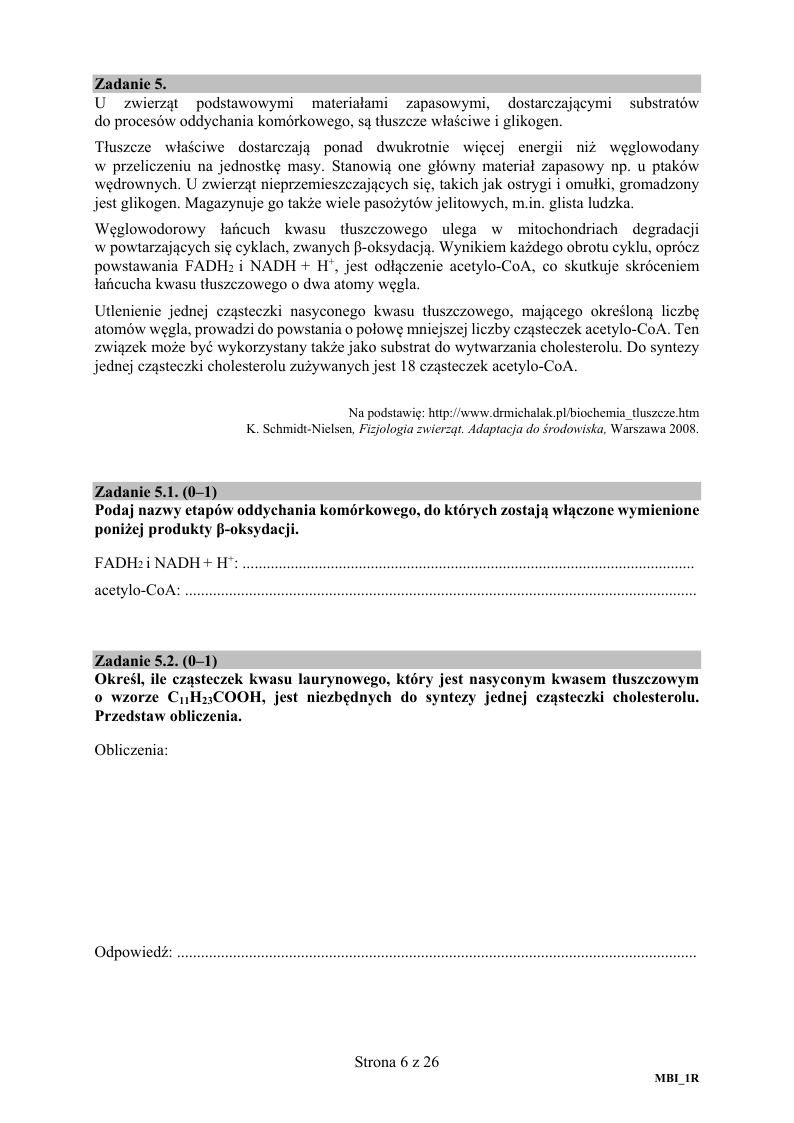 Zadanie 5.
U zwierząt podstawowymi materiałami zapasowymi, dostarczającymi substratów
do procesów oddychania komórkowego, są tłuszcze właściwe i glikogen.
Tłuszcze właściwe dostarczają ponad dwukrotnie więcej energii niż węglowodany
w przeliczeniu na jednostkę masy. Stanowią one główny materiał zapasowy np. u ptaków
wędrownych. U zwierząt nieprzemieszczających się, takich jak ostrygi i omułki, gromadzony
jest glikogen. Magazynuje go także wiele pasożytów jelitowych, m.in. glista ludzka.
Węglowodorowy łańcuch kwasu tłuszczowego ulega w mitochondriach degradacji
w powtarzających się cyklach, zwanych β-oksydacją. Wynikiem każdego obrotu cyklu, oprócz
powstawania FADH₂ i NADH + H⁺, jest odłączenie acetylo-CoA, co skutkuje skróceniem
łańcucha kwasu tłuszczowego o dwa atomy węgla.
Utlenienie jednej cząsteczki nasyconego kwasu tłuszczowego, mającego określoną liczbę
atomów węgla, prowadzi do powstania o połowę mniejszej liczby cząsteczek acetylo-CoA. Ten
związek może być wykorzystany także jako substrat do wytwarzania cholesterolu. Do syntezy
jednej cząsteczki cholesterolu zużywanych jest 18 cząsteczek acetylo-CoA.
Na podstawię: http://www.drmichalak.pl/biochemia_tluszcze.htm
K. Schmidt-Nielsen, Fizjologia zwierząt. Adaptacja do środowiska, Warszawa 2008.
Zadanie 5.1. (0–1)
Podaj nazwy etapów oddychania komórkowego, do których zostają włączone wymienione
poniżej produkty β-oksydacji.
FADH₂ i NADH + H⁺: .................................................................................................................
acetylo-CoA: ................................................................................................................................
Zadanie 5.2. (0–1)
Określ, ile cząsteczek kwasu laurynowego, który jest nasyconym kwasem tłuszczowym
o wzorze C₁₁H₂₃COOH, jest niezbędnych do syntezy jednej cząsteczki cholesterolu.
Przedstaw obliczenia.
Obliczenia:
Odpowiedź: ..................................................................................................................................
Strona 6 z 26
MBI_1R